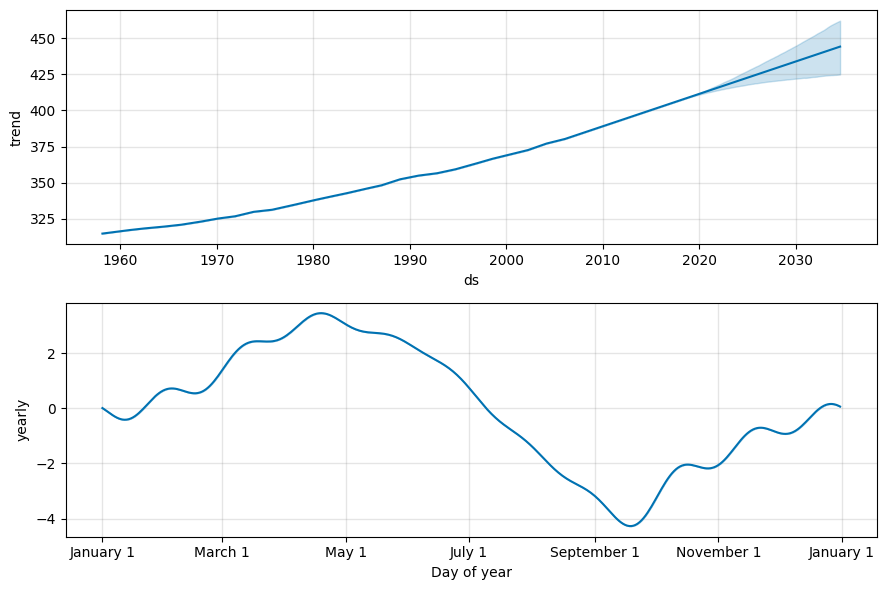 450
425
400
375
350
325
trend
1960 1970 1980 1990 2000 2010 2020 2030
ds
2
0
−2
−4
yearly
January 1 March 1 May 1 July 1 September 1 November 1 January 1
Day of year